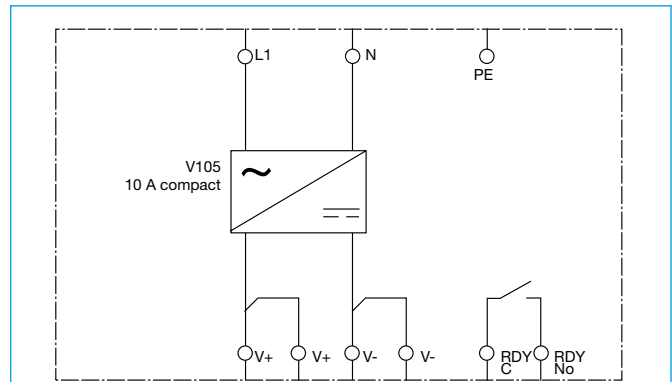 L1
N
PE
V105
10 A compact
~
V+
V+
V-
V-
RDY
C
RDY
No